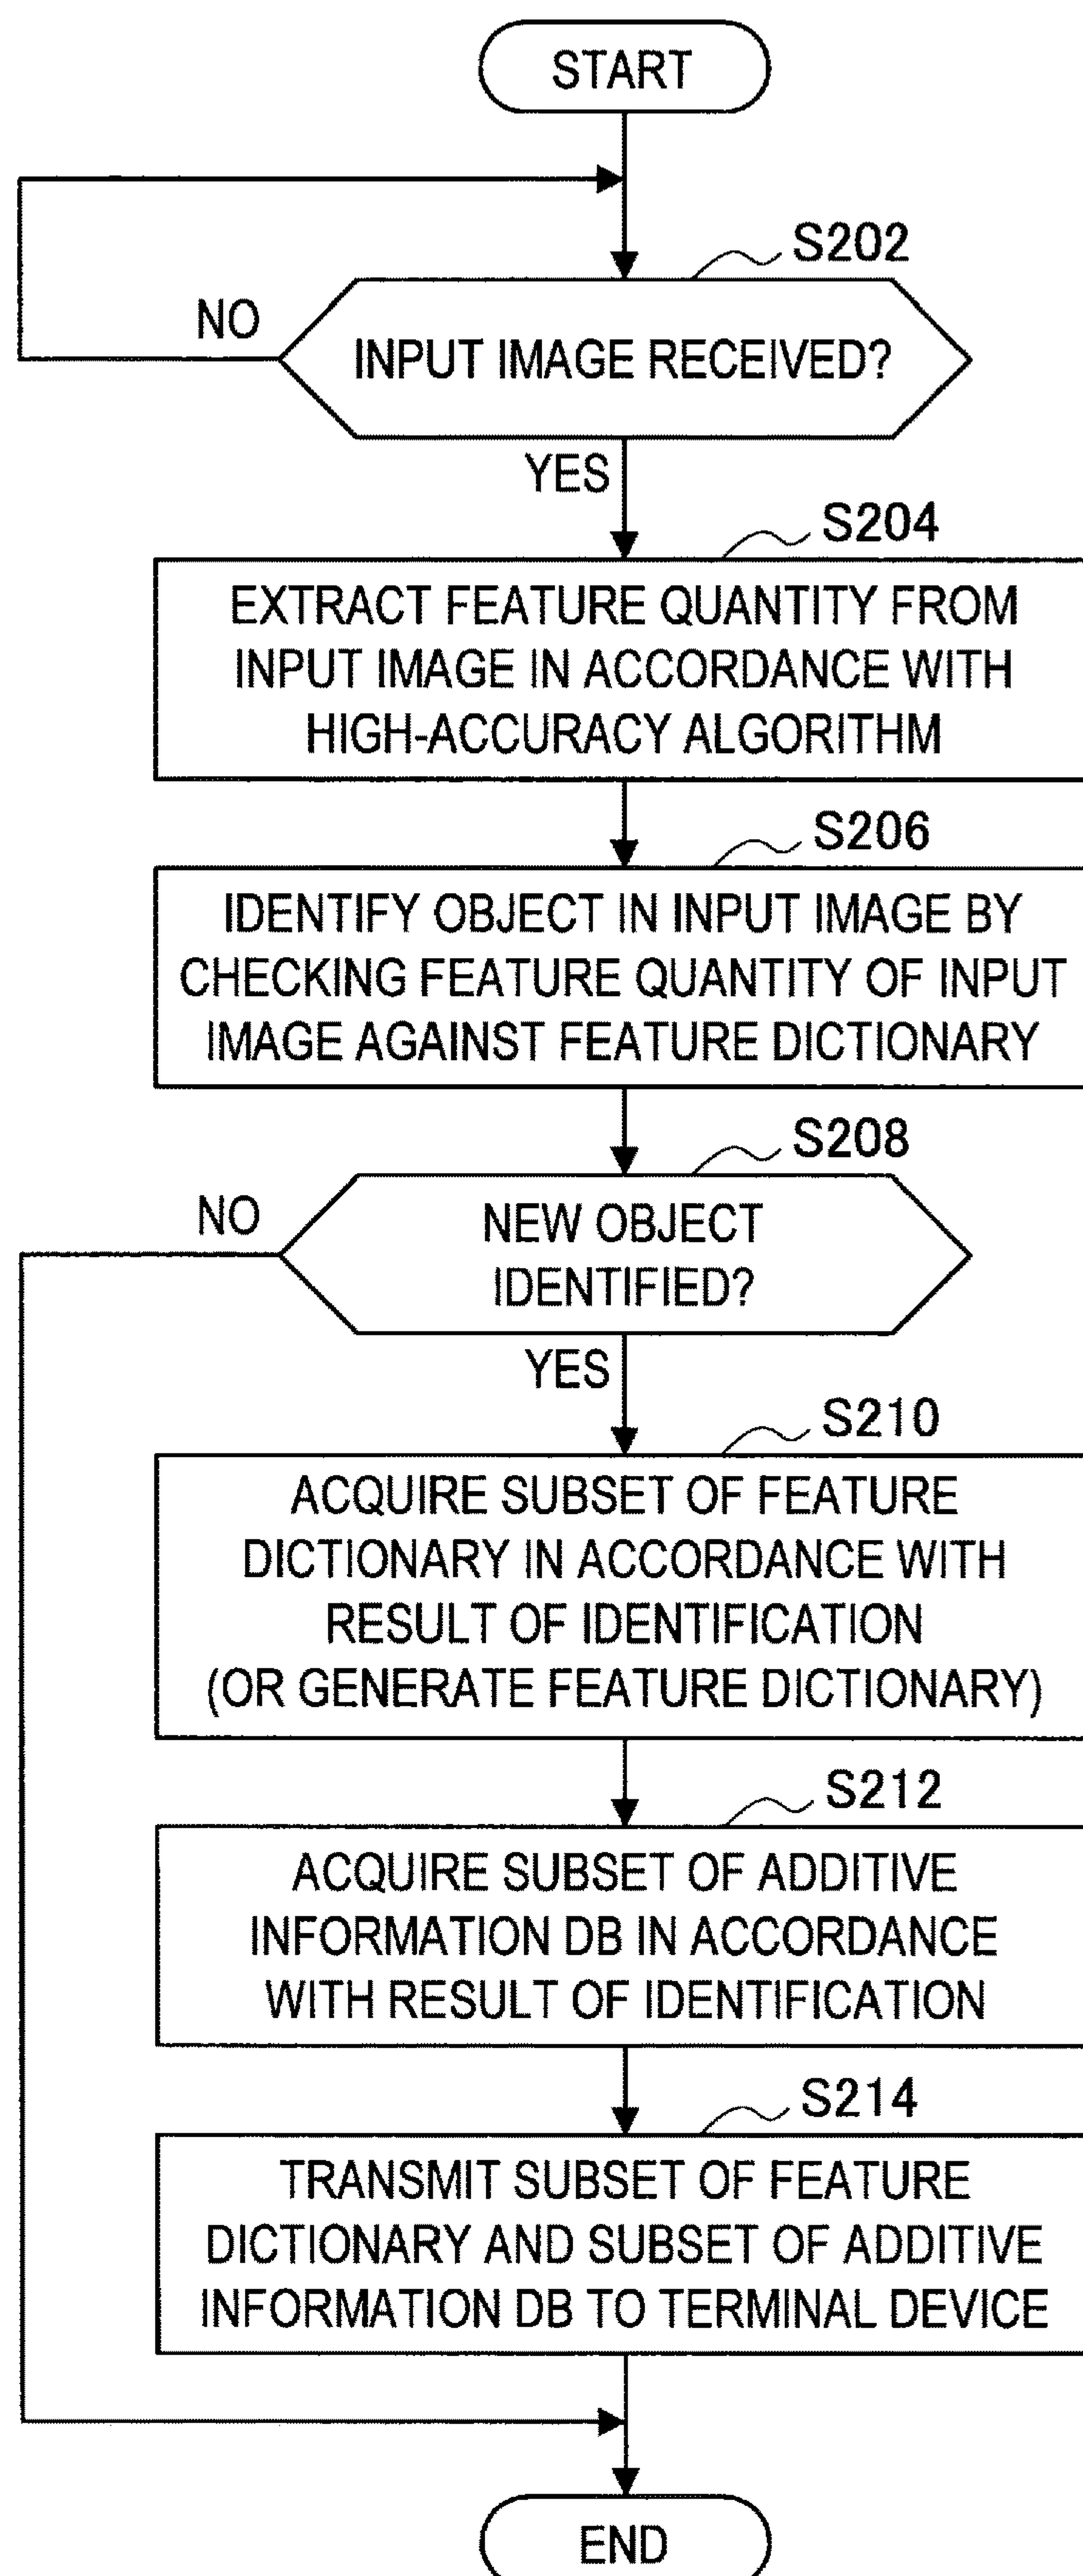 START
S202
NO
INPUT IMAGE RECEIVED?
YES
S204
EXTRACT FEATURE QUANTITY FROM
INPUT IMAGE IN ACCORDANCE WITH
HIGH-ACCURACY ALGORITHM
S206
IDENTIFY OBJECT IN INPUT IMAGE BY
CHECKING FEATURE QUANTITY OF INPUT
IMAGE AGAINST FEATURE DICTIONARY
S208
NO
NEW OBJECT
IDENTIFIED?
YES
S210
ACQUIRE SUBSET OF FEATURE
DICTIONARY IN ACCORDANCE WITH
RESULT OF IDENTIFICATION
(OR GENERATE FEATURE DICTIONARY)
S212
ACQUIRE SUBSET OF ADDITIVE
INFORMATION DB IN ACCORDANCE
WITH RESULT OF IDENTIFICATION
S214
TRANSMIT SUBSET OF FEATURE
DICTIONARY AND SUBSET OF ADDITIVE
INFORMATION DB TO TERMINAL DEVICE
END